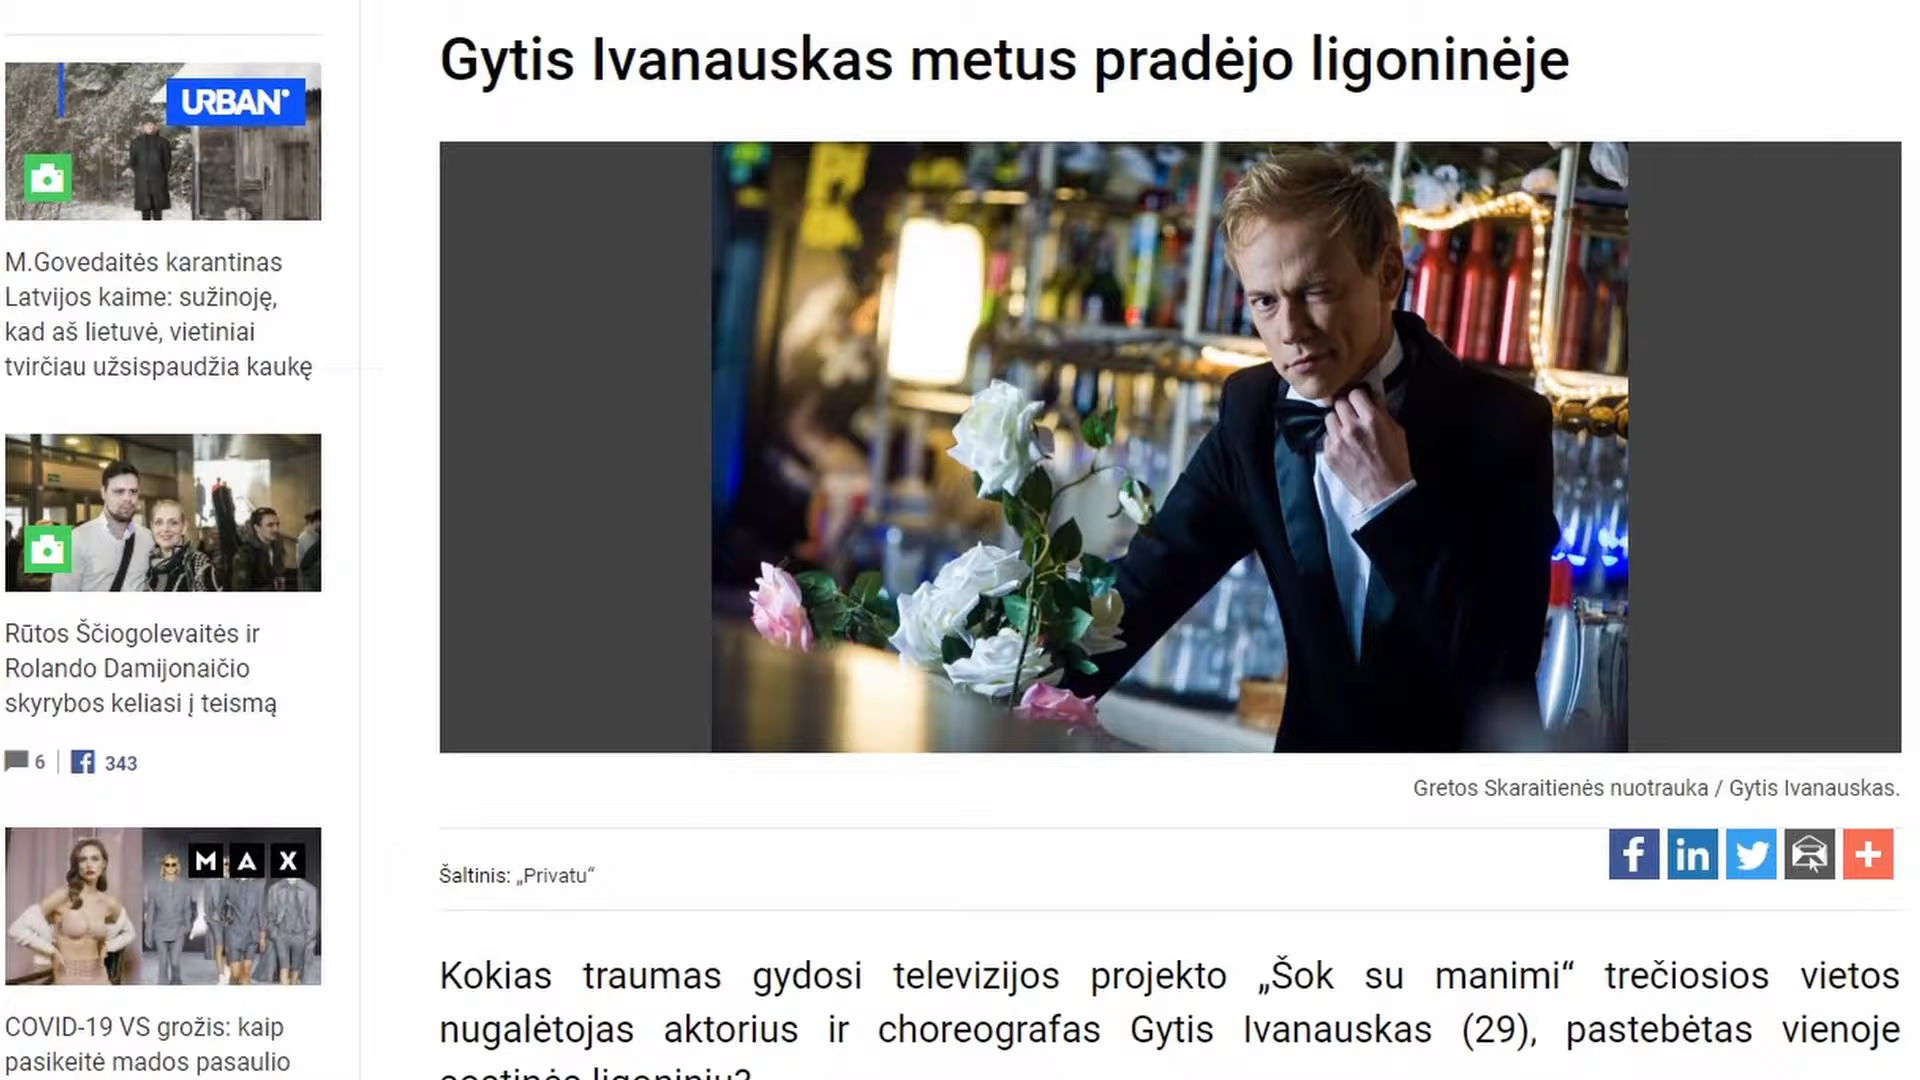 Gytis Ivanauskas metus pradėjo ligoninėje
URBAN
M.Govedaitės karantinas
Latvijos kaime: sužinoję,
kad aš lietuvė, vietiniai
tvirčiau užsispaudžia kaukę
Rūtos Ščiogolevaitės ir
Rolando Damijonaičio
skyrybos keliasi į teismą
6 | 343
MAX
COVID-19 VS grožis: kaip
pasikeitė mados pasaulio
Gretos Skaraitienės nuotrauka / Gytis Ivanauskas.
Šaltinis: „Privatu“
Kokias traumas gydosi televizijos projekto „Šok su manimi“ trečiosios vietos
nugalėtojas aktorius ir choreografas Gytis Ivanauskas (29), pastebėtas vienoje
sostinės ligoninių?